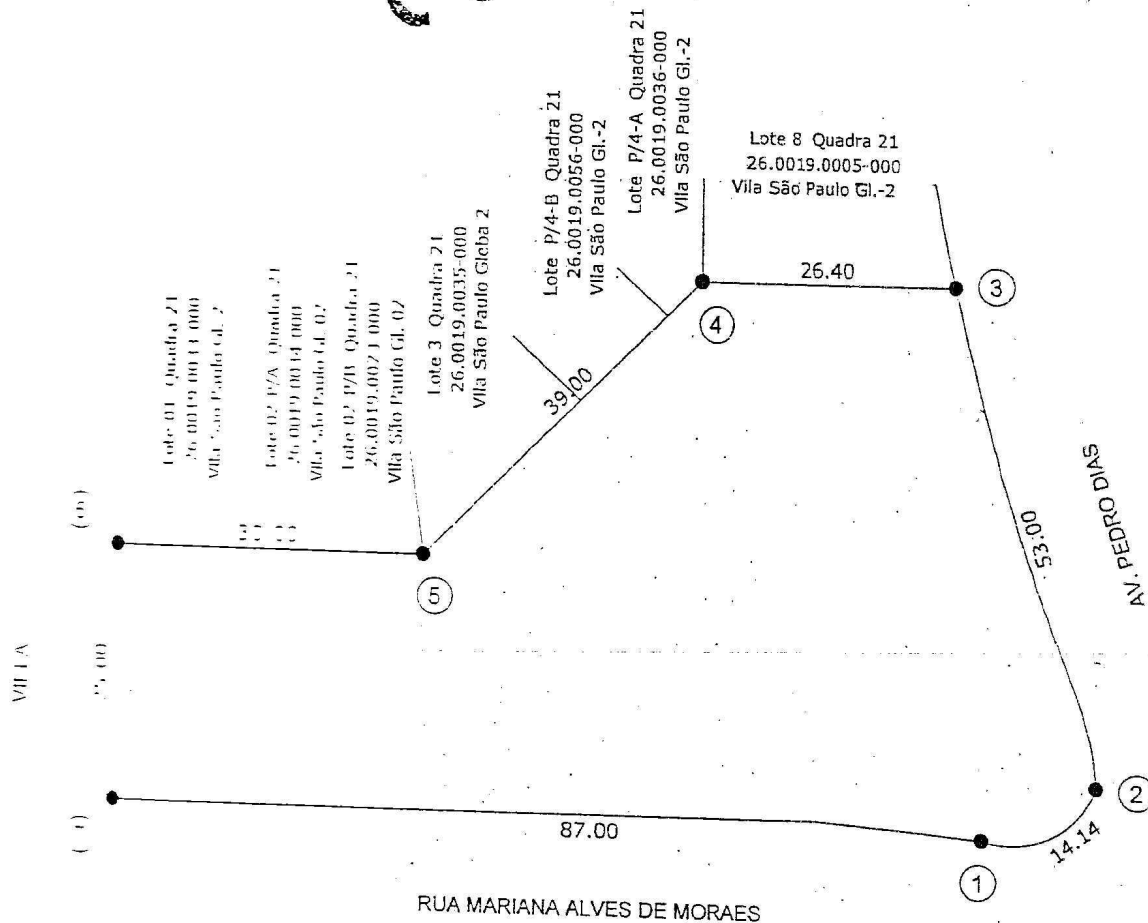 Lote P/4-A Quadra 21
26.0019.0036-000
Vila São Paulo Gl.-2
Lote P/4-B Quadra 21
26.0019.0056-000
Vila São Paulo Gl.-2
Lote 8 Quadra 21
26.0019.0005-000
Vila São Paulo Gl.-2
Lote 3 Quadra 21
26.0019.0035-000
Vila São Paulo Gleba 2
Lote 01 Quadra 21
Vila São Paulo Gl. 2
Lote 02 P/A Quadra 21
Vila São Paulo Gl. 02
Lote 02 P/B Quadra 21
Vila São Paulo Gl. 02
26.40
3
4
39.00
5
53.00
AV. PEDRO DIAS
87.00
2
14.14
1
RUA MARIANA ALVES DE MORAES